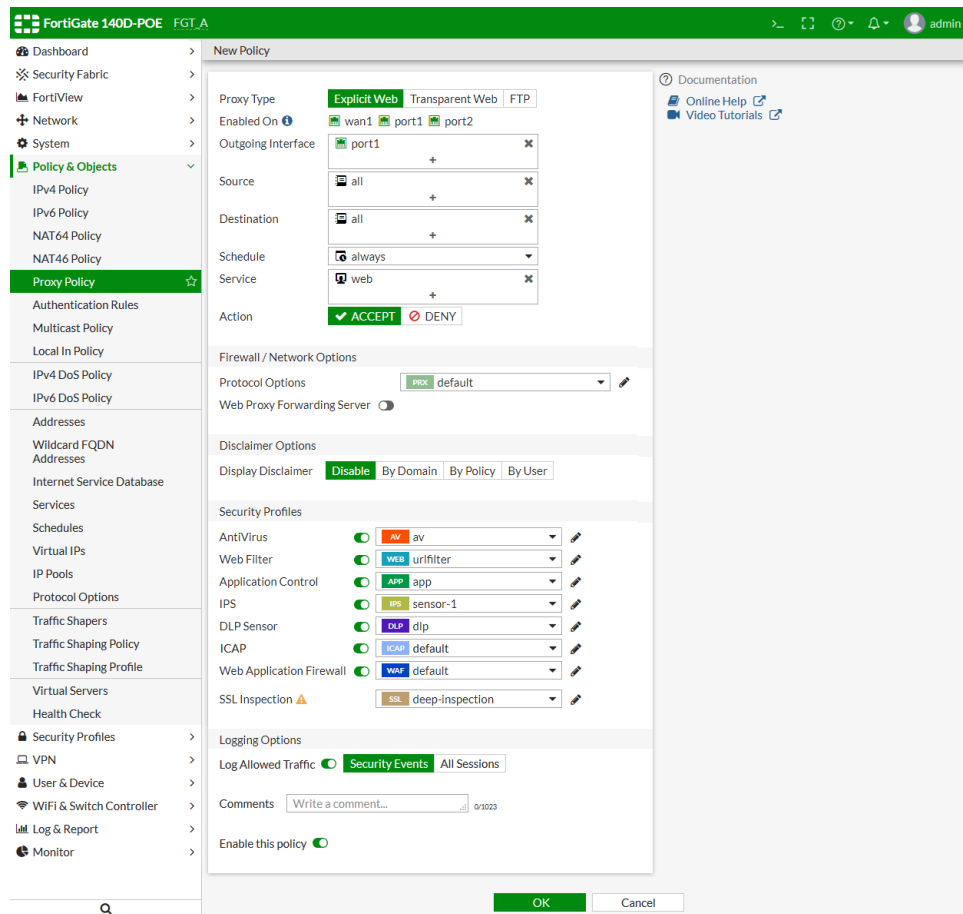 FortiGate 140D-POE FGT_A
>_ admin
Dashboard
Security Fabric
FortiView
Network
System
Policy & Objects
IPv4 Policy
IPv6 Policy
NAT64 Policy
NAT46 Policy
Proxy Policy
Authentication Rules
Multicast Policy
Local In Policy
IPv4 DoS Policy
IPv6 DoS Policy
Addresses
Wildcard FQDN
Addresses
Internet Service Database
Services
Schedules
Virtual IPs
IP Pools
Protocol Options
Traffic Shapers
Traffic Shaping Policy
Traffic Shaping Profile
Virtual Servers
Health Check
Security Profiles
VPN
User & Device
WiFi & Switch Controller
Log & Report
Monitor
New Policy
Proxy Type Explicit Web Transparent Web FTP
Enabled On wan1 port1 port2
Outgoing Interface port1
+
Source all
+
Destination all
+
Schedule always
Service web
+
Action ACCEPT DENY
Firewall / Network Options
Protocol Options PRX default
Web Proxy Forwarding Server
Disclaimer Options
Display Disclaimer Disable By Domain By Policy By User
Security Profiles
AntiVirus AV av
Web Filter WEB urlfilter
Application Control APP app
IPS IPS sensor-1
DLP Sensor DLP dlp
ICAP ICAP default
Web Application Firewall WAF default
SSL Inspection SSL deep-inspection
Logging Options
Log Allowed Traffic Security Events All Sessions
Comments Write a comment... 0/1023
Enable this policy
OK Cancel
Documentation
Online Help
Video Tutorials